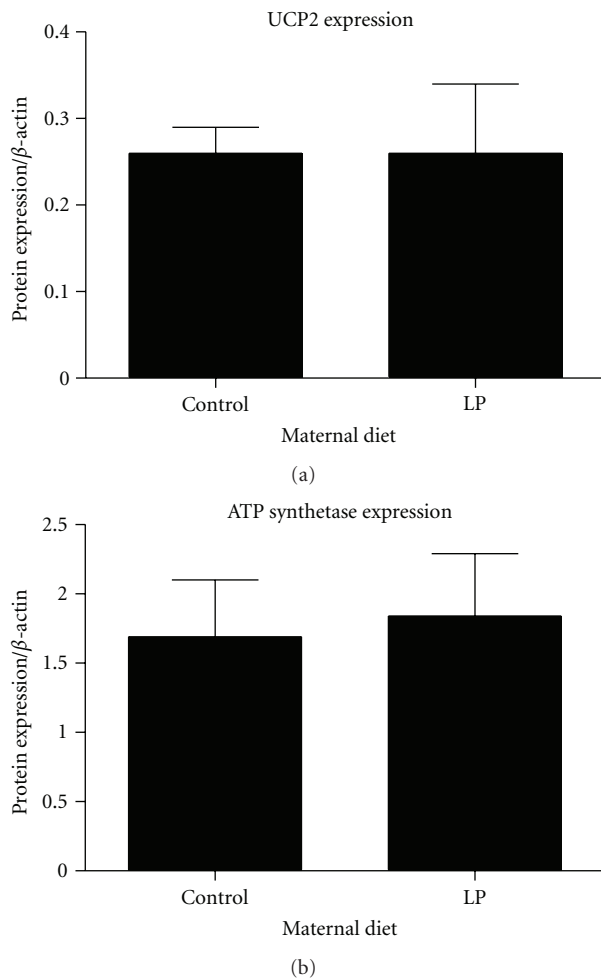 UCP2 expression
0.4
0.3
0.2
0.1
0
Protein expression/β-actin
Control
LP
Maternal diet
(a)
ATP synthetase expression
2.5
2
1.5
1
0.5
0
Protein expression/β-actin
Control
LP
Maternal diet
(b)